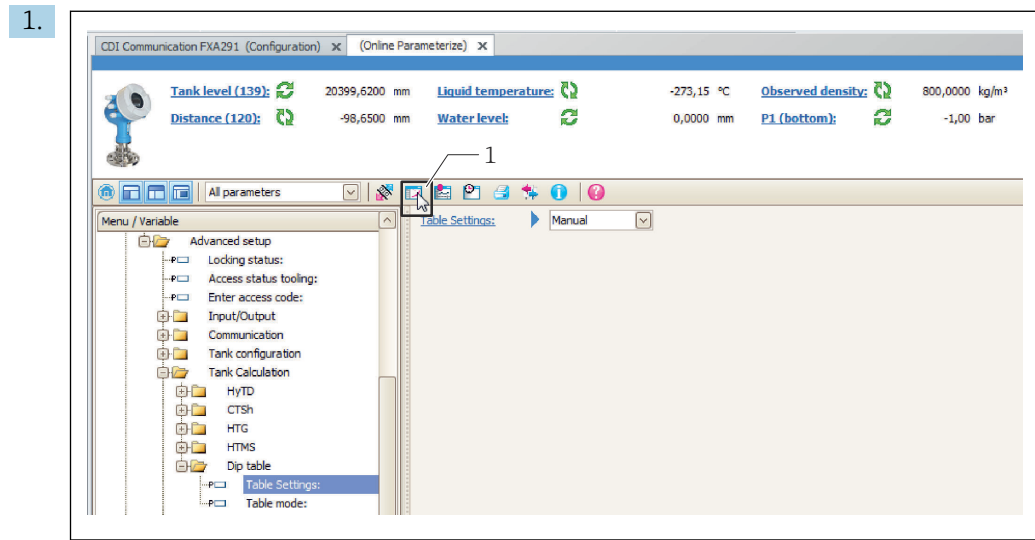 1.
CDI Communication FXA291 (Configuration) x (Online Parameterize) x
Tank level (139): 20399,6200 mm Liquid temperature: -273,15 °C Observed density: 800,0000 kg/m³
Distance (120): -98,6500 mm Water level: 0,0000 mm P1 (bottom): -1,00 bar
1
All parameters
Menu / Variable
Table Settings: Manual
Advanced setup
P Locking status:
P Access status tooling:
P Enter access code:
Input/Output
Communication
Tank configuration
Tank Calculation
HyTD
CTSh
HTG
HTMS
Dip table
P Table Settings:
P Table mode: